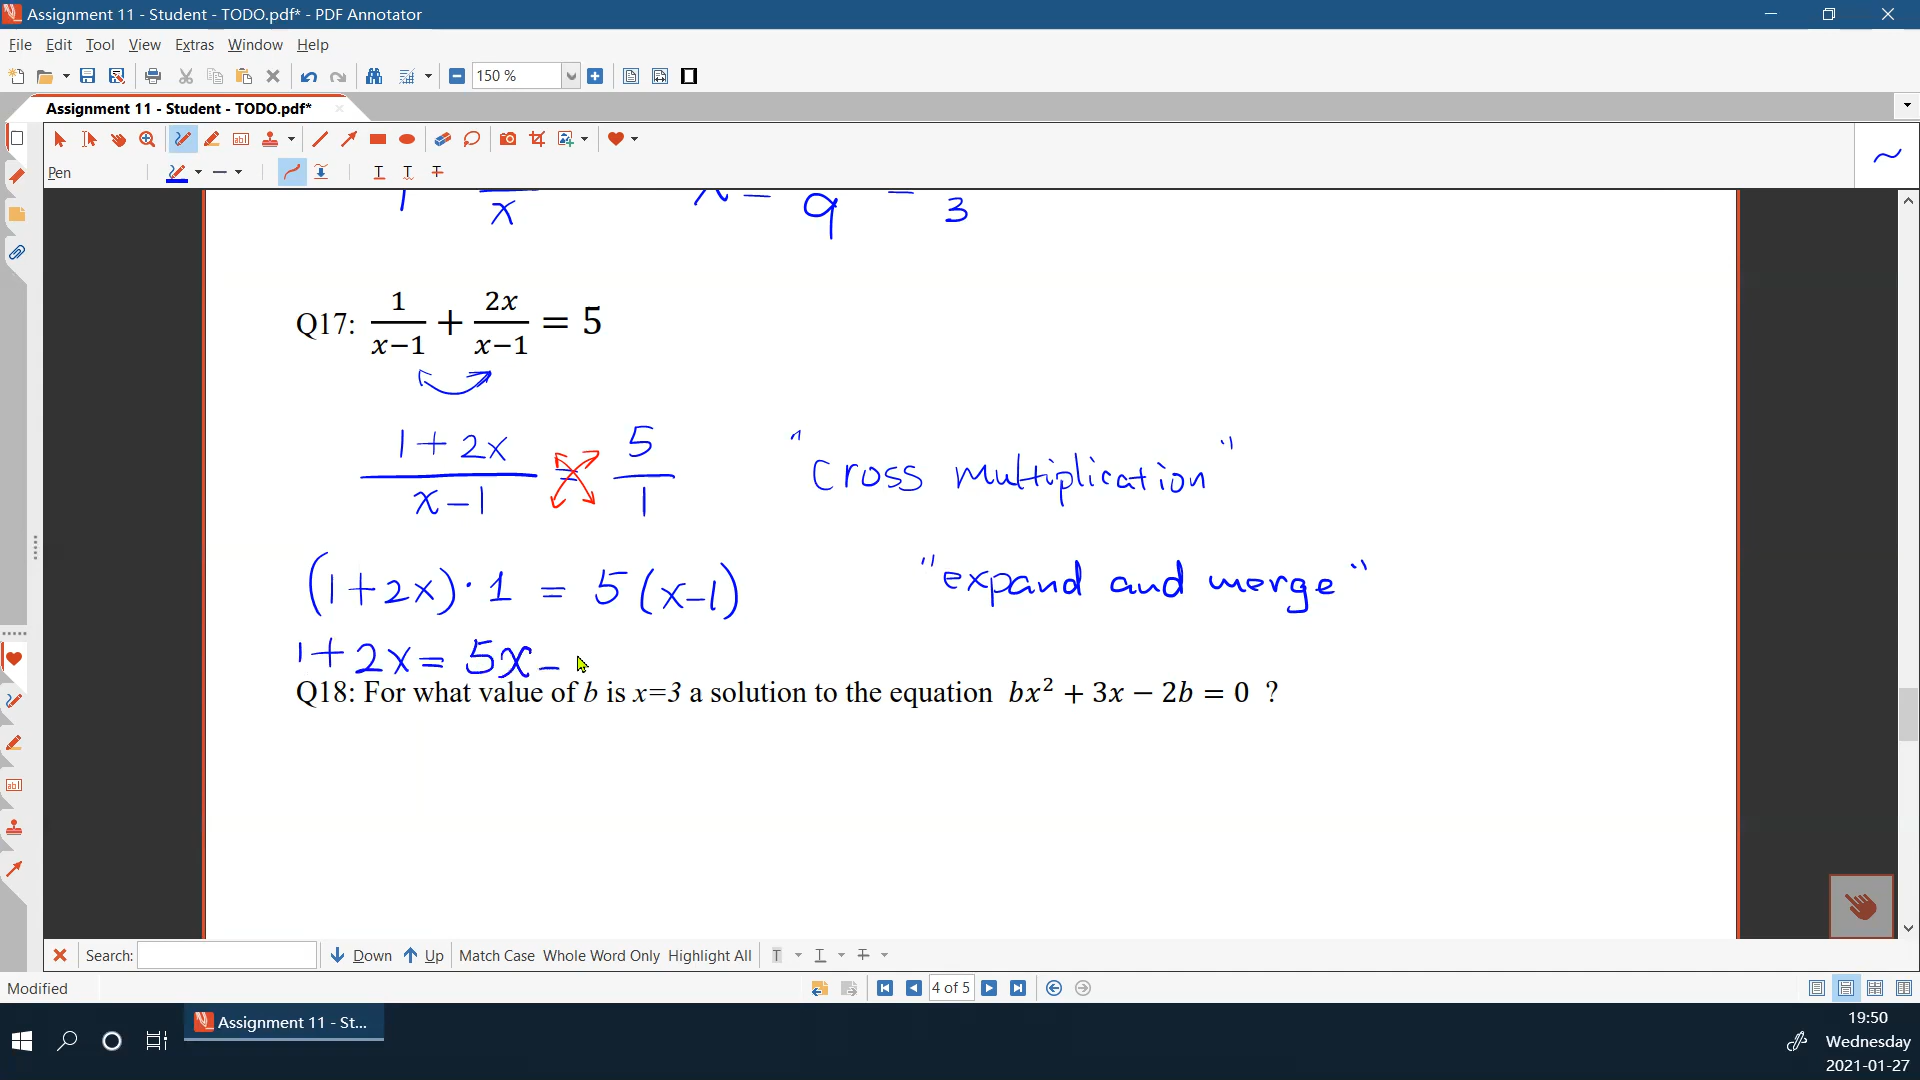 Assignment 11 - Student - TODO.pdf* - PDF Annotator
File Edit Tool View Extras Window Help
150 %
Assignment 11 - Student - TODO.pdf*
Pen
x = 9 = 3
1 x
Q17: 1/(x−1) + 2x/(x−1) = 5
(1+2x)/(x−1) = 5/1 "Cross multiplication"
(1+2x)·1 = 5(x−1) "expand and merge"
1+2x = 5x −
Q18: For what value of b is x=3 a solution to the equation bx² + 3x − 2b = 0 ?
Search: Down Up Match Case Whole Word Only Highlight All
Modified 4 of 5
Assignment 11 - St...
19:50
Wednesday
2021-01-27